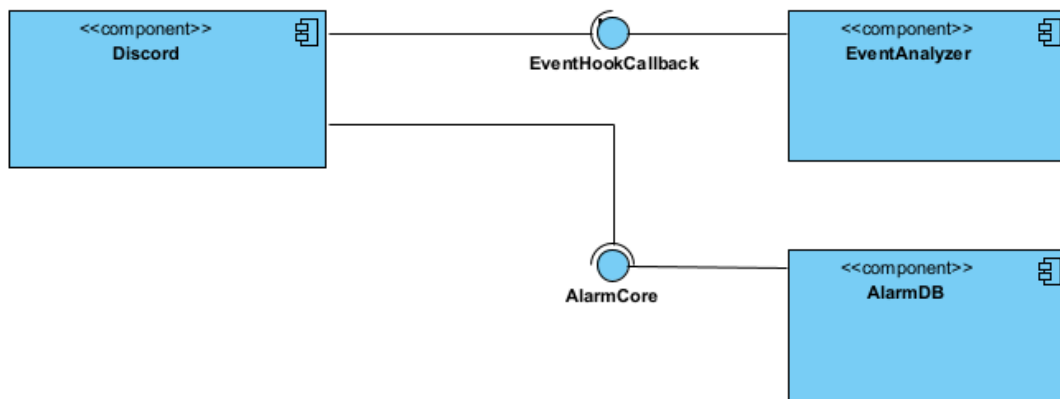 <<component>>
Discord
EventHookCallback
<<component>>
EventAnalyzer
AlarmCore
<<component>>
AlarmDB